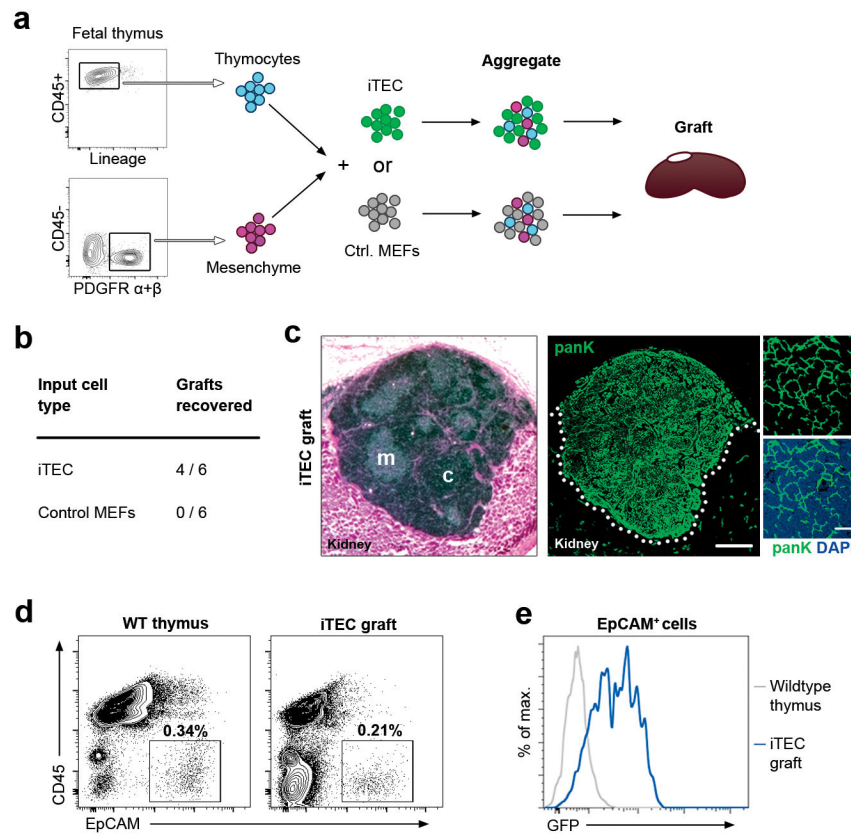 a
Fetal thymus
CD45+
Lineage
CD45-
PDGFR α+β
Thymocytes
Mesenchyme
+
iTEC
or
Ctrl. MEFs
Aggregate
Graft
b
Input cell
type
Grafts
recovered
iTEC
4 / 6
Control MEFs
0 / 6
c
iTEC graft
m
c
Kidney
panK
Kidney
panK DAP
d
WT thymus
iTEC graft
0.34%
0.21%
CD45
EpCAM
e
EpCAM⁺ cells
% of max.
GFP
Wildtype
thymus
iTEC
graft